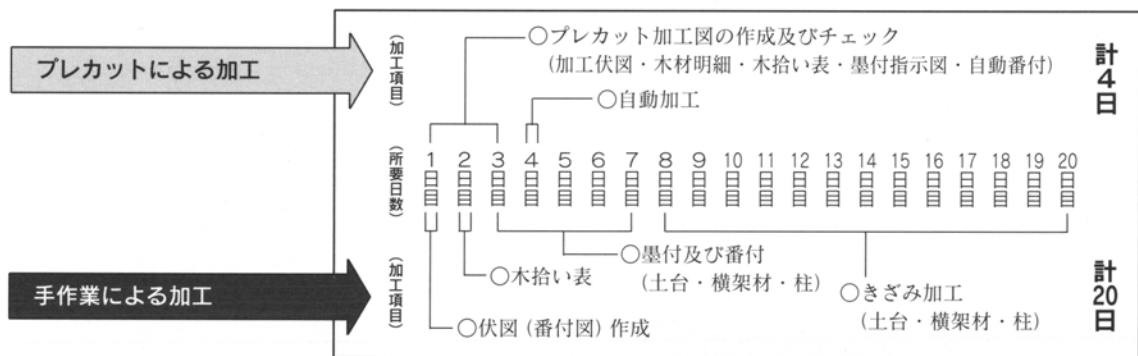 プレカットによる加工
(加工項目)
○プレカット加工図の作成及びチェック
(加工伏図・木材明細・木拾い表・墨付指示図・自動番付)
○自動加工
計4日
(所要日数)
1日目 2日目 3日目 4日目 5日目 6日目 7日目 8日目 9日目 10日目 11日目 12日目 13日目 14日目 15日目 16日目 17日目 18日目 19日目 20日目
手作業による加工
(加工項目)
○墨付及び番付
(土台・横架材・柱)
○木拾い表
○きざみ加工
(土台・横架材・柱)
○伏図(番付図)作成
計20日